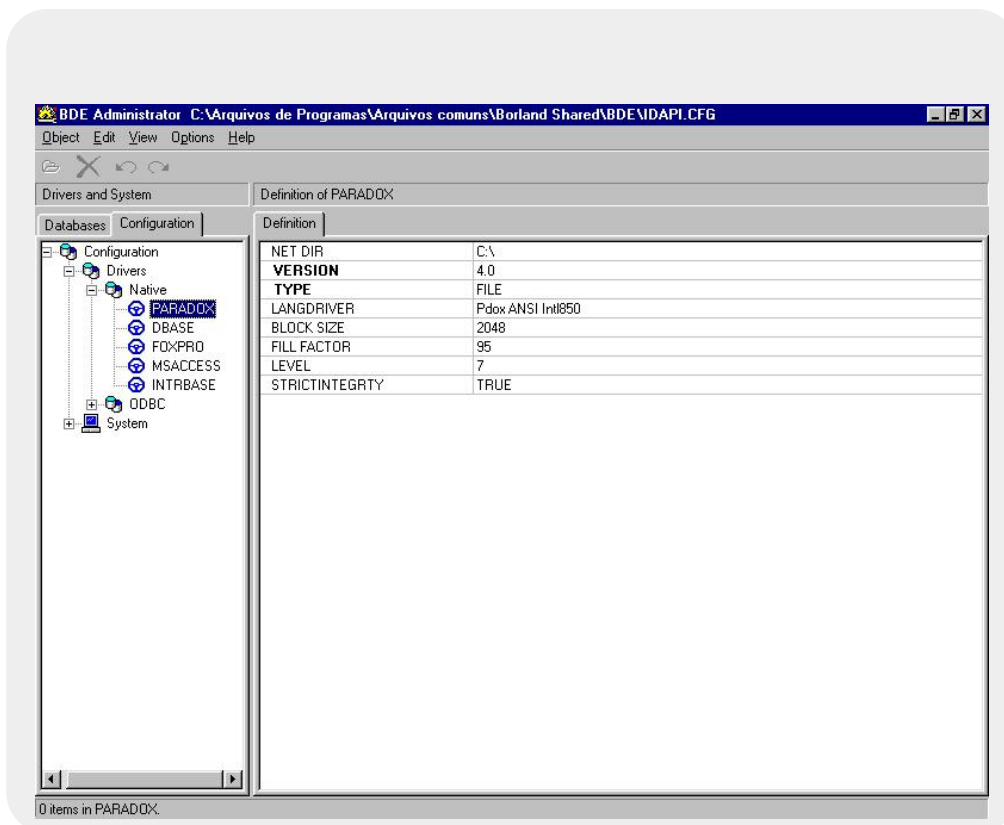 BDE Administrator C:\Arquivos de Programas\Arquivos comuns\Borland Shared\BDE\IDAPI.CFG
Object Edit View Options Help
Drivers and System
Definition of PARADOX
Databases Configuration
Definition
Configuration
Drivers
Native
PARADOX
DBASE
FOXPRO
MSACCESS
INTRBASE
ODBC
System
NET DIR C:\
VERSION 4.0
TYPE FILE
LANGDRIVER Pdox ANSI Intl850
BLOCK SIZE 2048
FILL FACTOR 95
LEVEL 7
STRICTINTEGRTY TRUE
0 items in PARADOX.